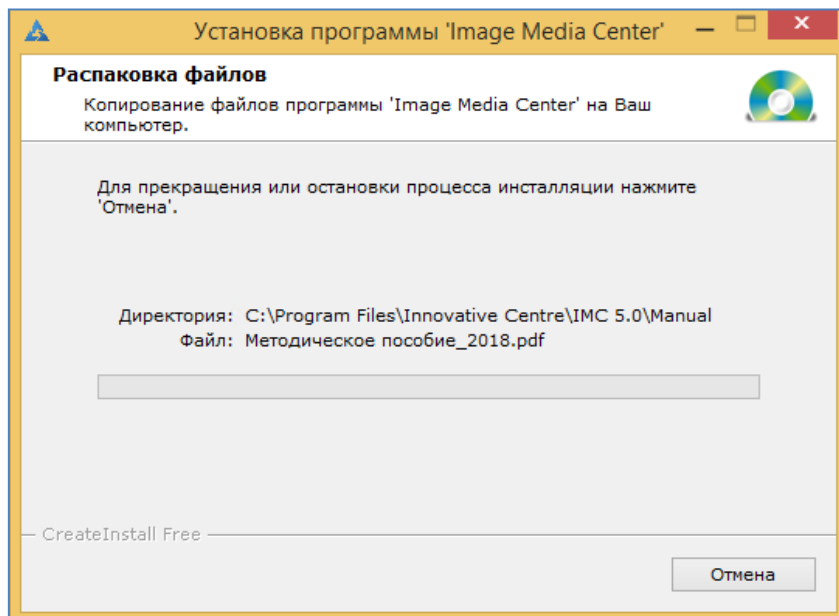 Установка программы 'Image Media Center'
Распаковка файлов
Копирование файлов программы 'Image Media Center' на Ваш
компьютер.
Для прекращения или остановки процесса инсталляции нажмите
'Отмена'.
Директория: C:\Program Files\Innovative Centre\IMC 5.0\Manual
Файл: Методическое пособие_2018.pdf
CreateInstall Free
Отмена